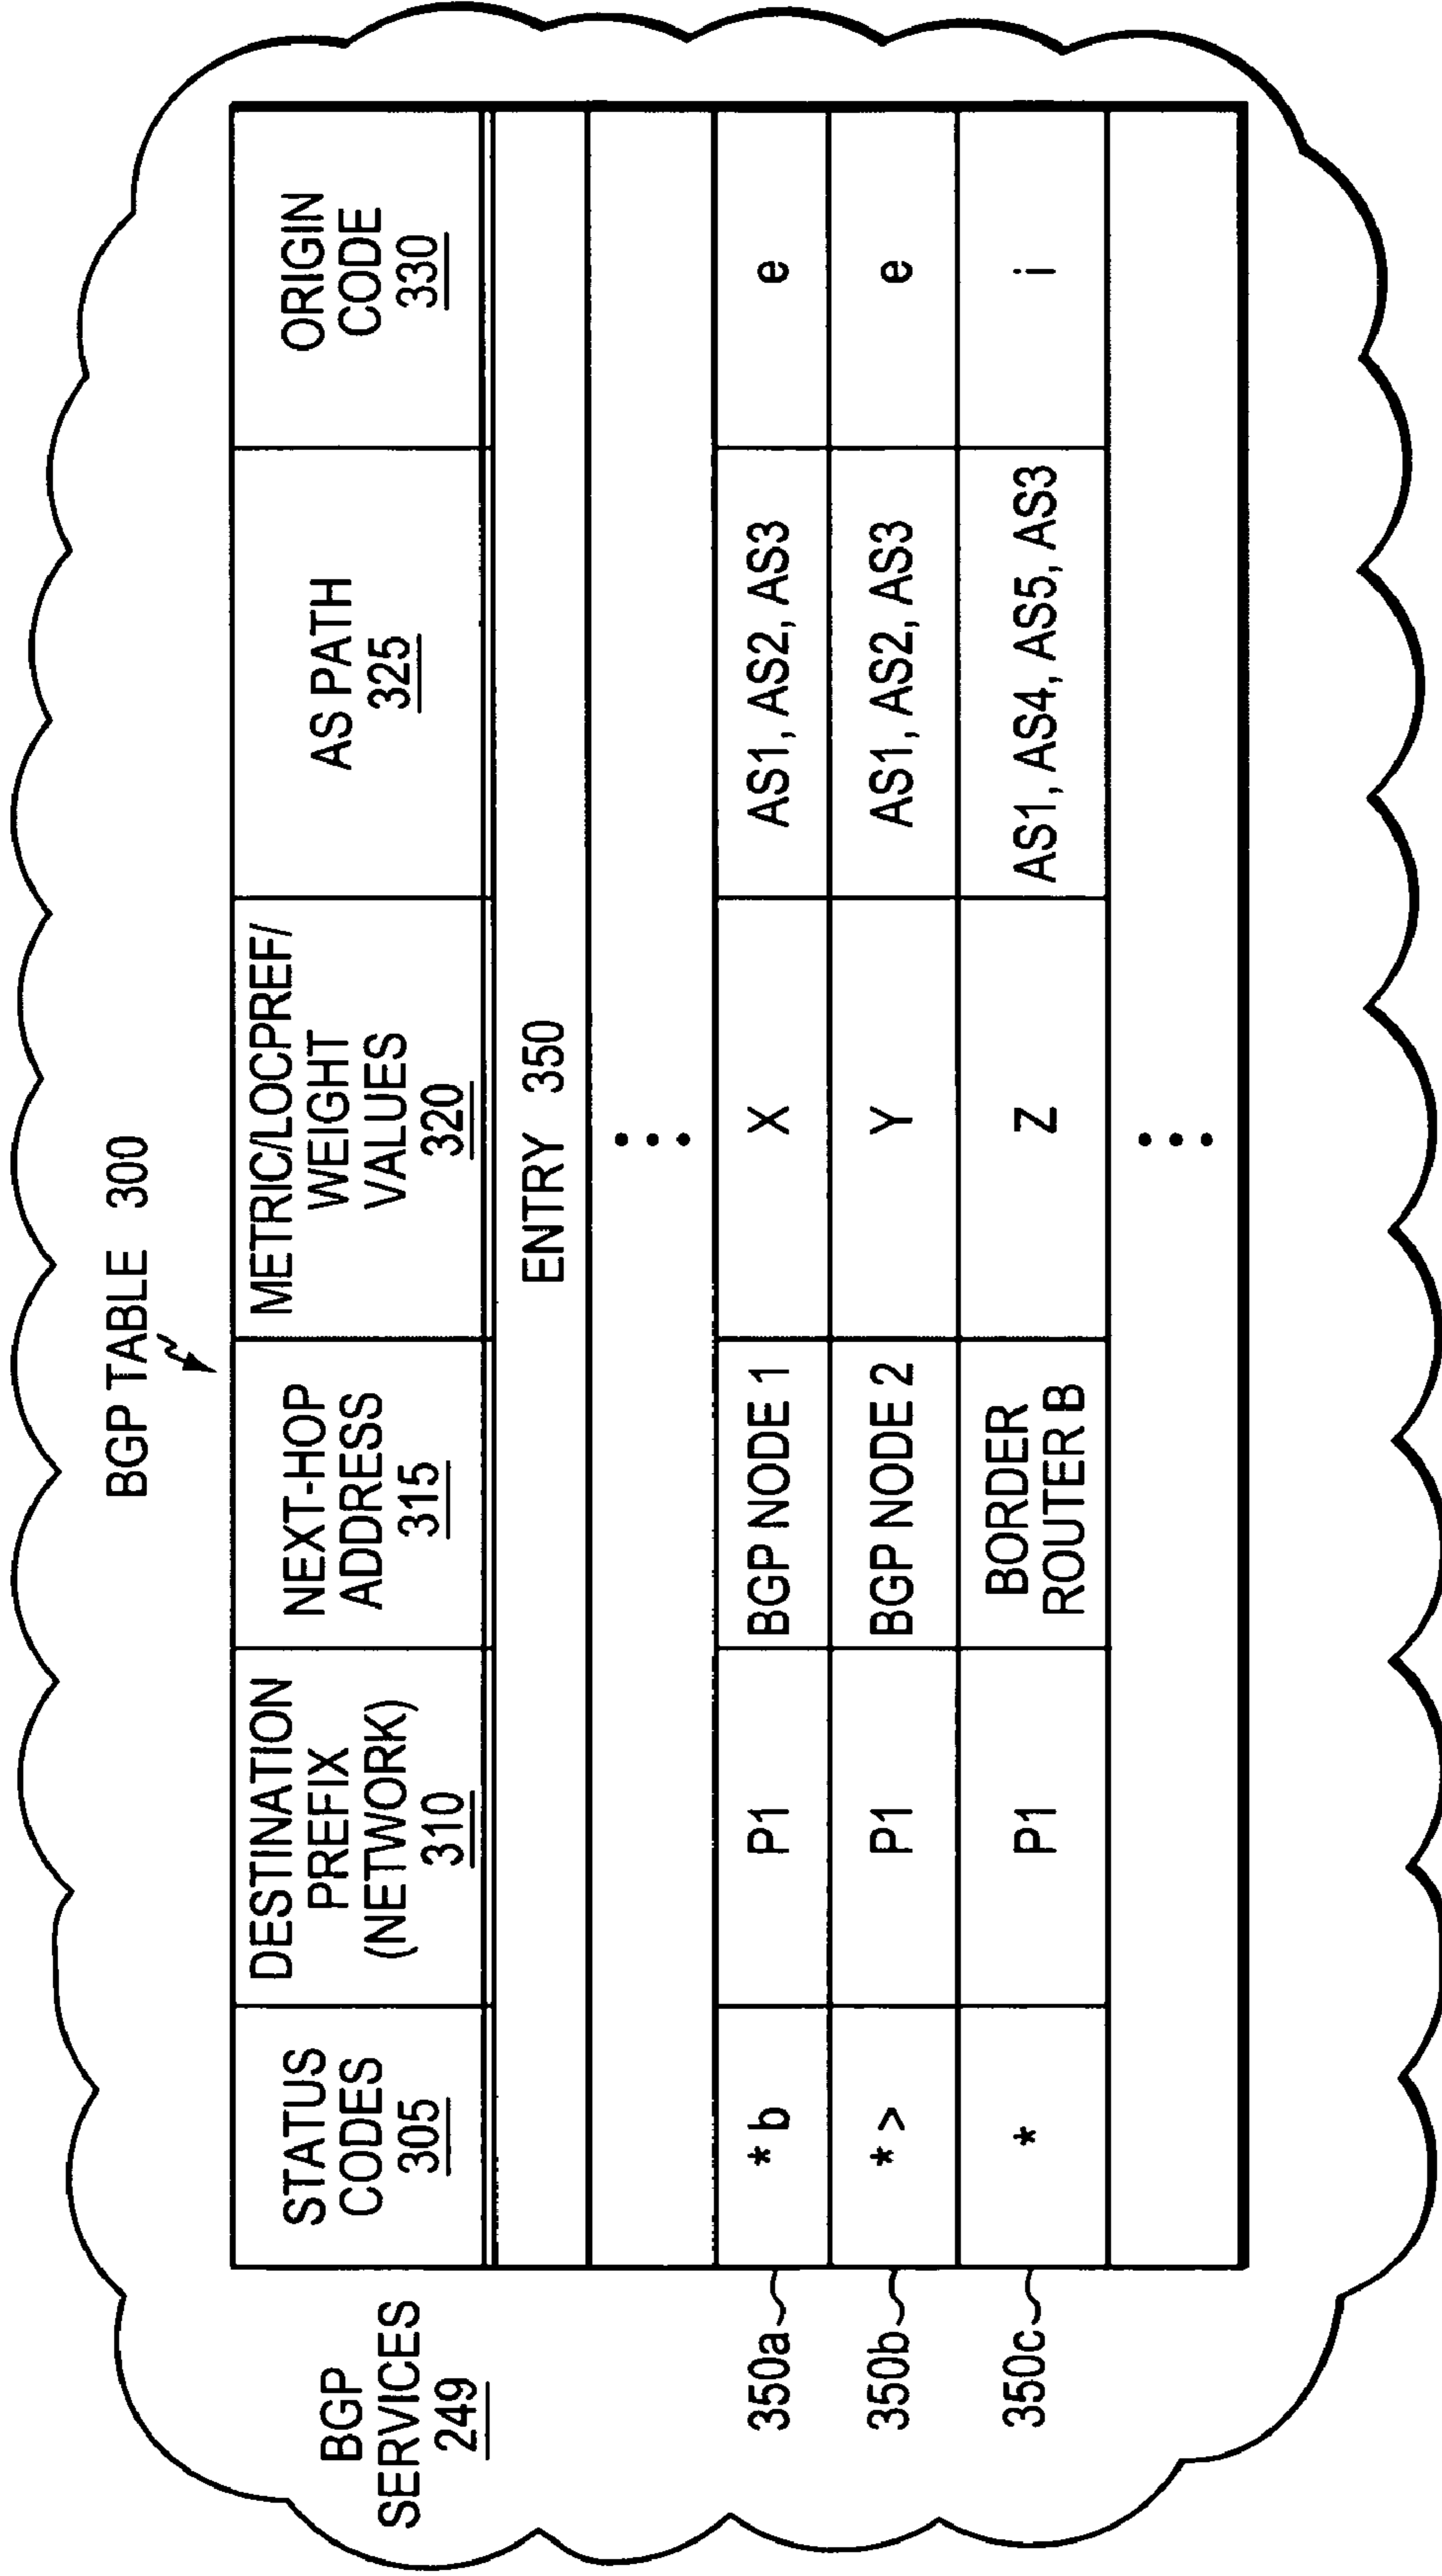 BGP TABLE 300
BGP
SERVICES
249
STATUS
CODES
305
DESTINATION
PREFIX
(NETWORK)
310
NEXT-HOP
ADDRESS
315
METRIC/LOCPREF/
WEIGHT
VALUES
320
AS PATH
325
ORIGIN
CODE
330
ENTRY 350
350a
* b
P1
BGP NODE 1
X
AS1, AS2, AS3
e
350b
* >
P1
BGP NODE 2
Y
AS1, AS2, AS3
e
350c
*
P1
BORDER
ROUTER B
Z
AS1, AS4, AS5, AS3
i